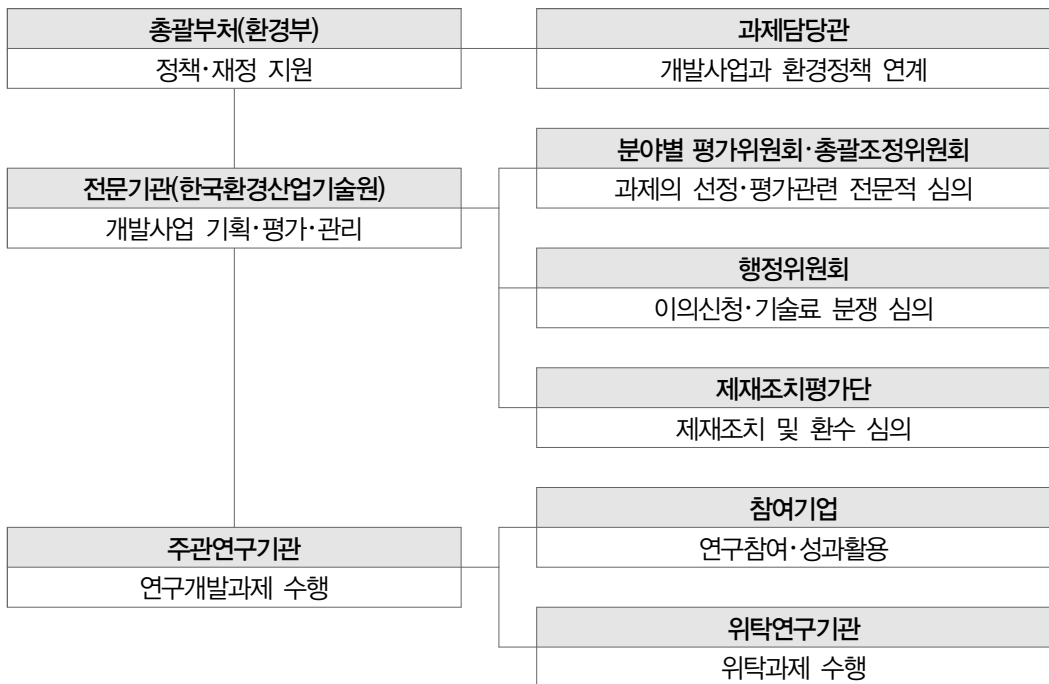 총괄부처(환경부)
정책·재정 지원
과제담당관
개발사업과 환경정책 연계
전문기관(한국환경산업기술원)
개발사업 기획·평가·관리
분야별 평가위원회·총괄조정위원회
과제의 선정·평가관련 전문적 심의
행정위원회
이의신청·기술료 분쟁 심의
제재조치평가단
제재조치 및 환수 심의
주관연구기관
연구개발과제 수행
참여기업
연구참여·성과활용
위탁연구기관
위탁과제 수행